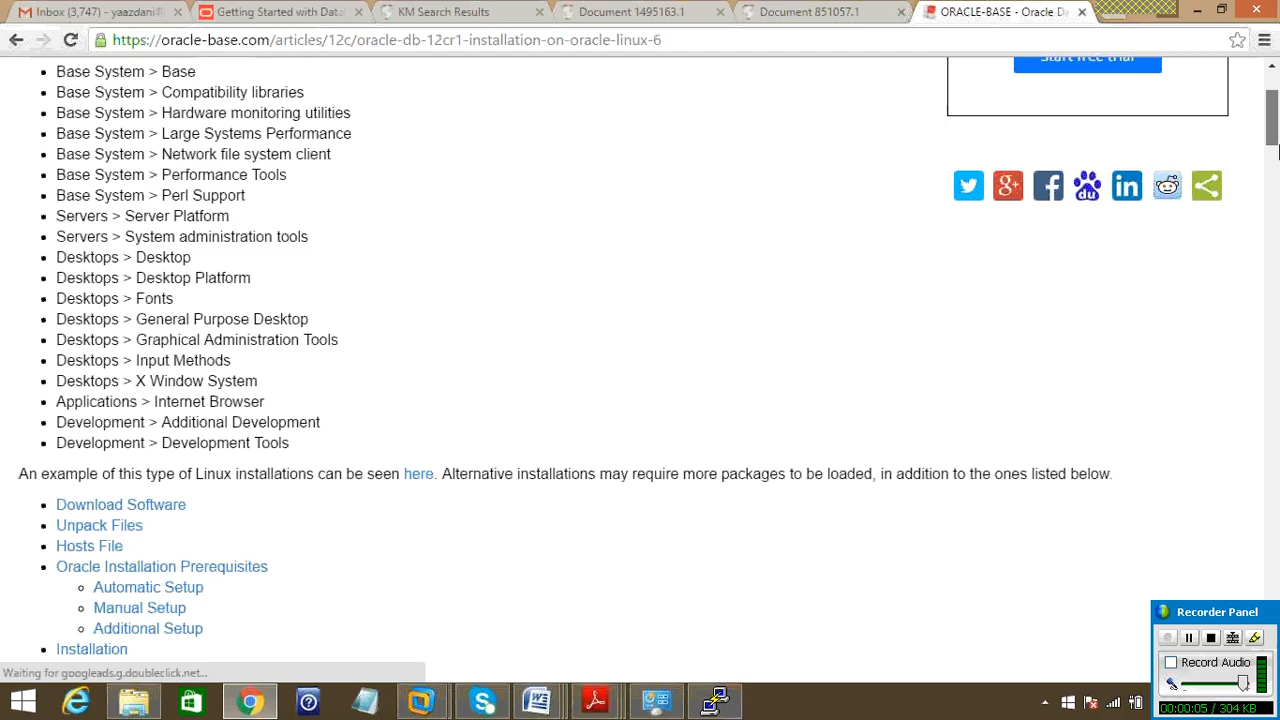 Inbox (3,747) - yaazdani@
Getting Started with Data
KM Search Results
Document 1495163.1
Document 851057.1
ORACLE-BASE - Oracle D
https://oracle-base.com/articles/12c/oracle-db-12cr1-installation-on-oracle-linux-6
Start free trial
Base System > Base
Base System > Compatibility libraries
Base System > Hardware monitoring utilities
Base System > Large Systems Performance
Base System > Network file system client
Base System > Performance Tools
Base System > Perl Support
Servers > Server Platform
Servers > System administration tools
Desktops > Desktop
Desktops > Desktop Platform
Desktops > Fonts
Desktops > General Purpose Desktop
Desktops > Graphical Administration Tools
Desktops > Input Methods
Desktops > X Window System
Applications > Internet Browser
Development > Additional Development
Development > Development Tools
An example of this type of Linux installations can be seen here. Alternative installations may require more packages to be loaded, in addition to the ones listed below.
Download Software
Unpack Files
Hosts File
Oracle Installation Prerequisites
Automatic Setup
Manual Setup
Additional Setup
Installation
Waiting for googleads.g.doubleclick.net...
Recorder Panel
Record Audio
00:00:05 / 304 KB